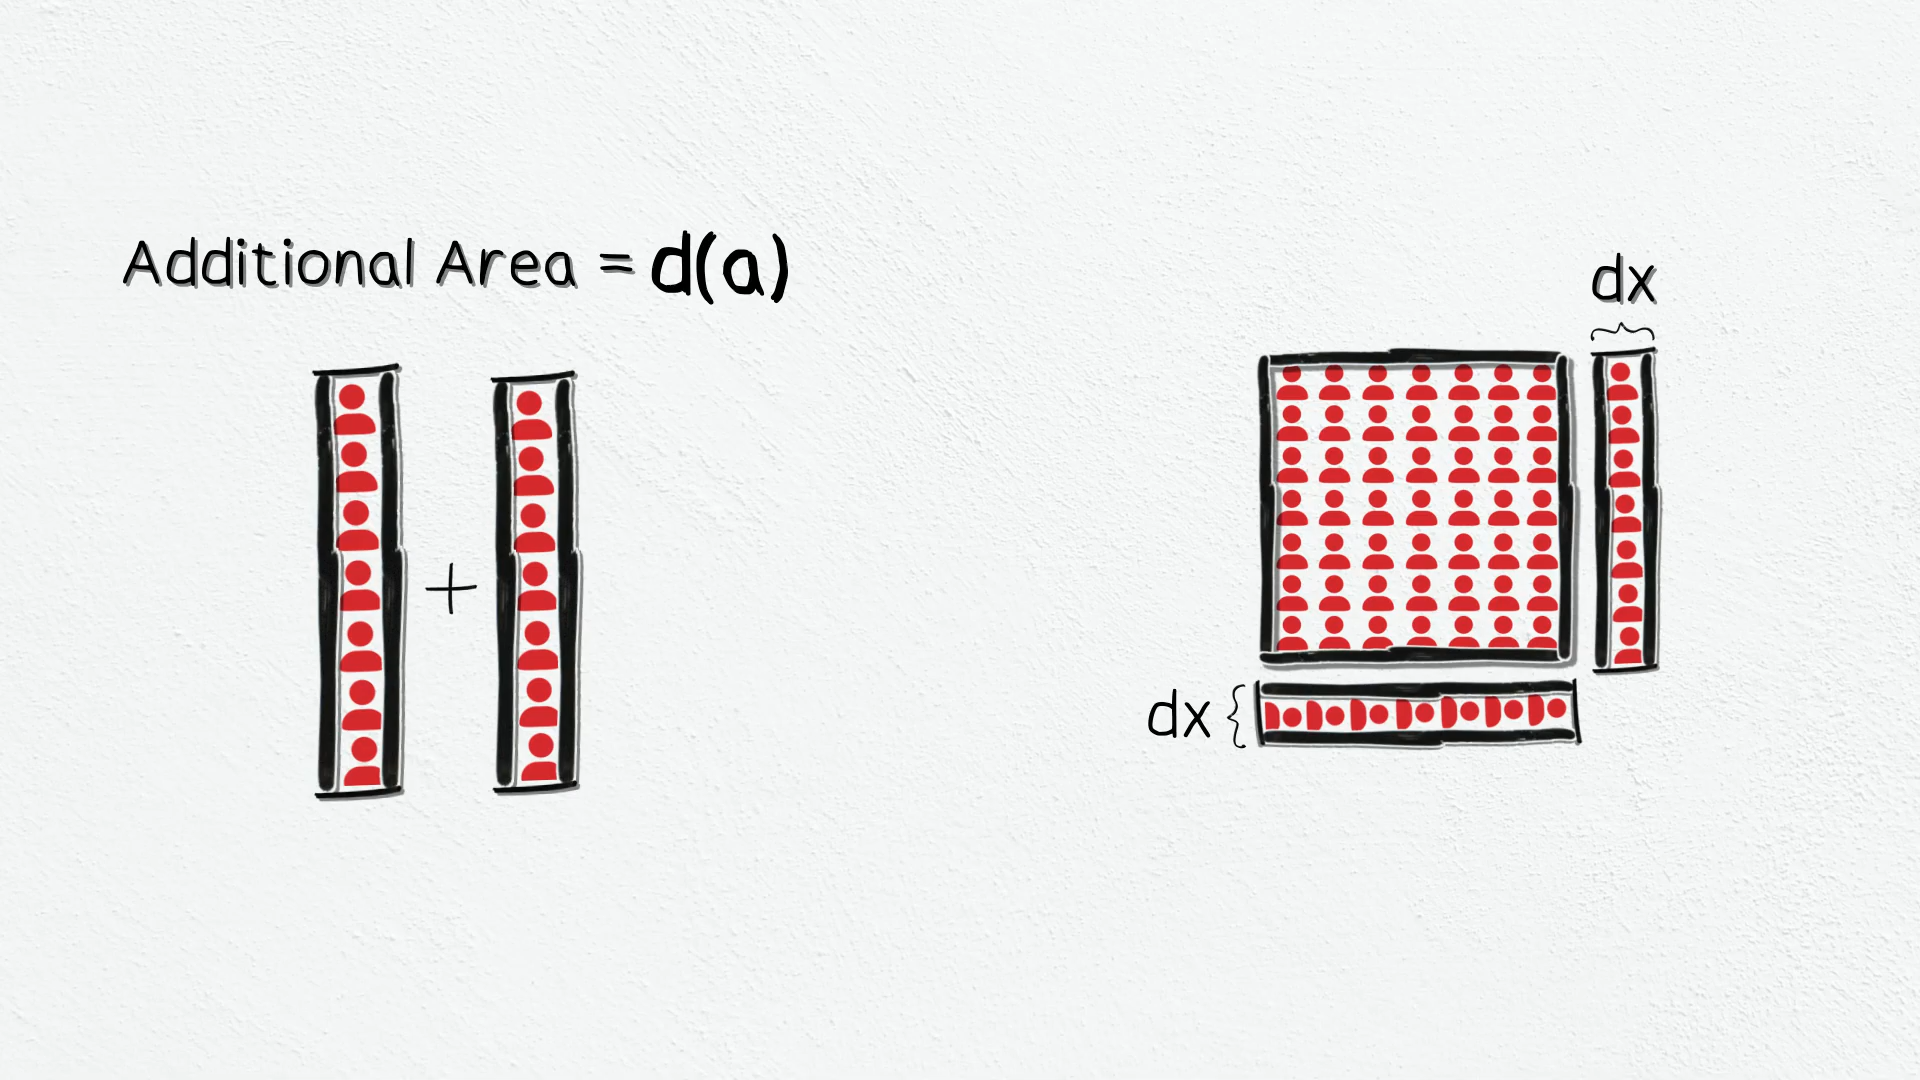 Additional Area = d(a)
+
dx
dx